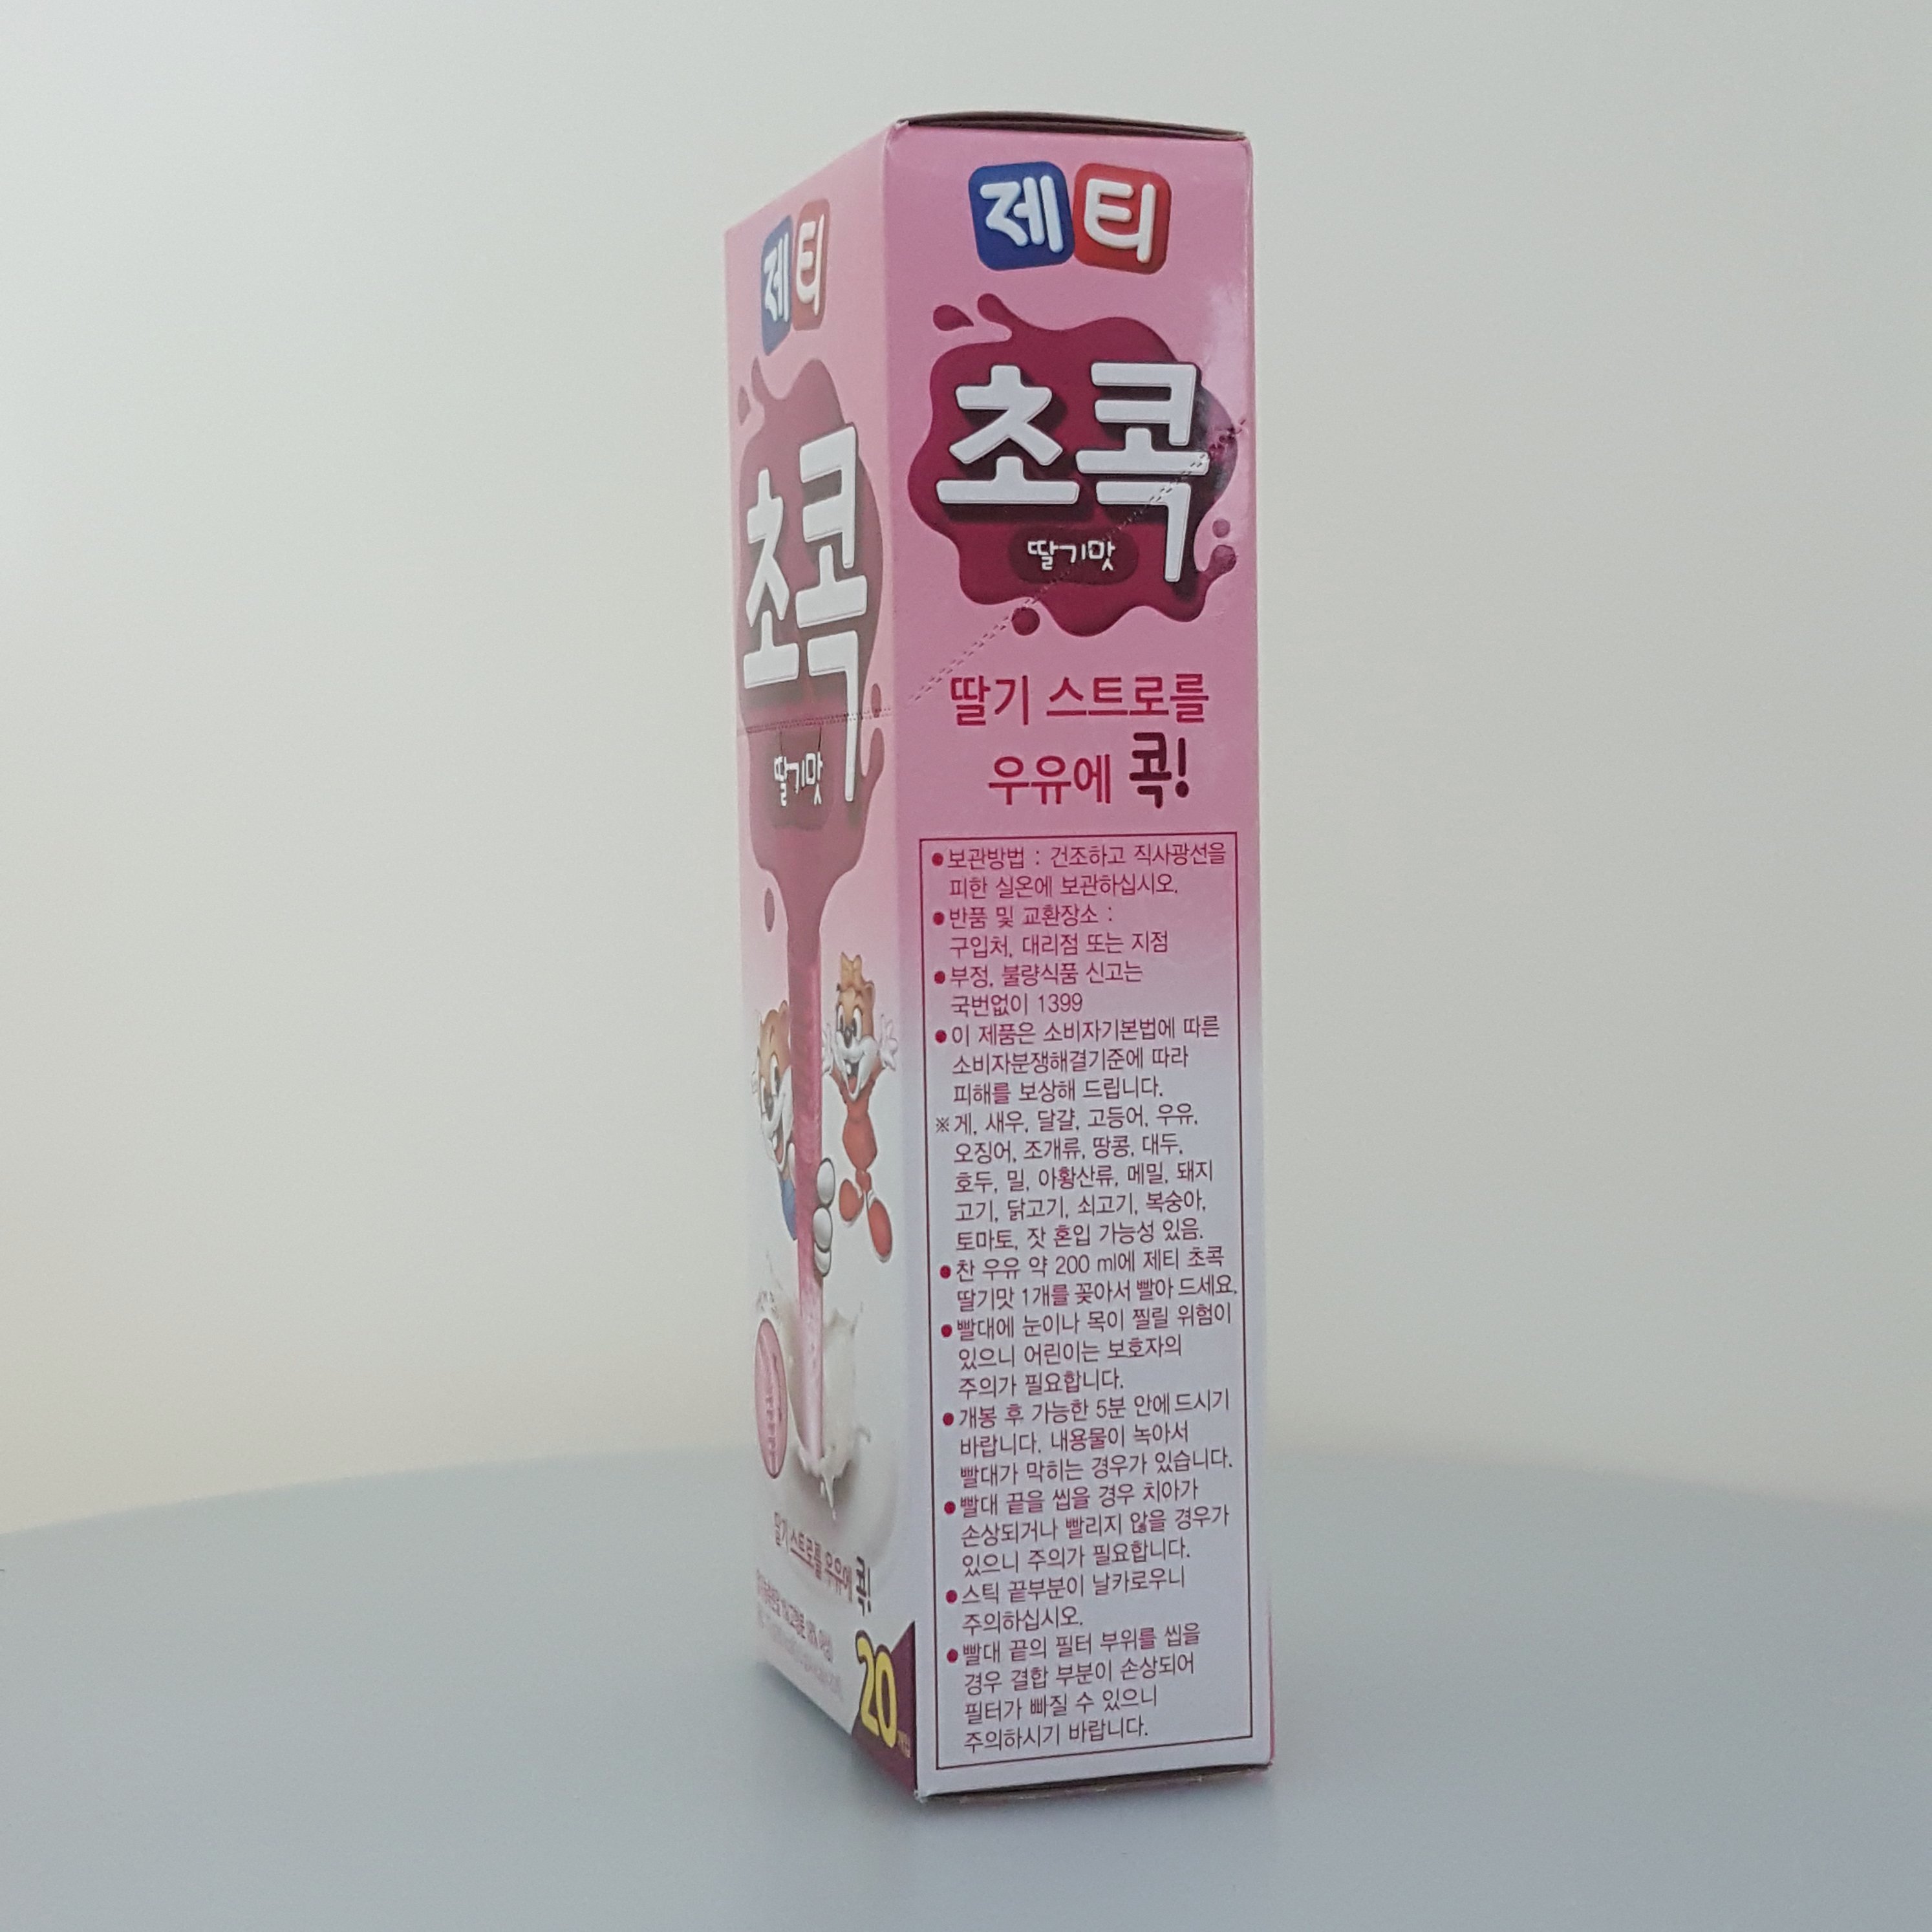 제티
초콕
딸기맛
딸기 스트로를 우유에 콕!
20
제티
초콕
딸기맛
딸기 스트로를
우유에 콕!
●보관방법 : 건조하고 직사광선을
피한 실온에 보관하십시오.
●반품 및 교환장소 :
구입처, 대리점 또는 지점
●부정, 불량식품 신고는
국번없이 1399
●이 제품은 소비자기본법에 따른
소비자분쟁해결기준에 따라
피해를 보상해 드립니다.
※게, 새우, 달걀, 고등어, 우유,
오징어, 조개류, 땅콩, 대두,
호두, 밀, 아황산류, 메밀, 돼지
고기, 닭고기, 쇠고기, 복숭아,
토마토, 잣 혼입 가능성 있음.
●찬 우유 약 200 ml에 제티 초콕
딸기맛 1개를 꽂아서 빨아 드세요.
●빨대에 눈이나 목이 찔릴 위험이
있으니 어린이는 보호자의
주의가 필요합니다.
●개봉 후 가능한 5분 안에 드시기
바랍니다. 내용물이 녹아서
빨대가 막히는 경우가 있습니다.
●빨대 끝을 씹을 경우 치아가
손상되거나 빨리지 않을 경우가
있으니 주의가 필요합니다.
●스틱 끝부분이 날카로우니
주의하십시오.
●빨대 끝의 필터 부위를 씹을
경우 결합 부분이 손상되어
필터가 빠질 수 있으니
주의하시기 바랍니다.